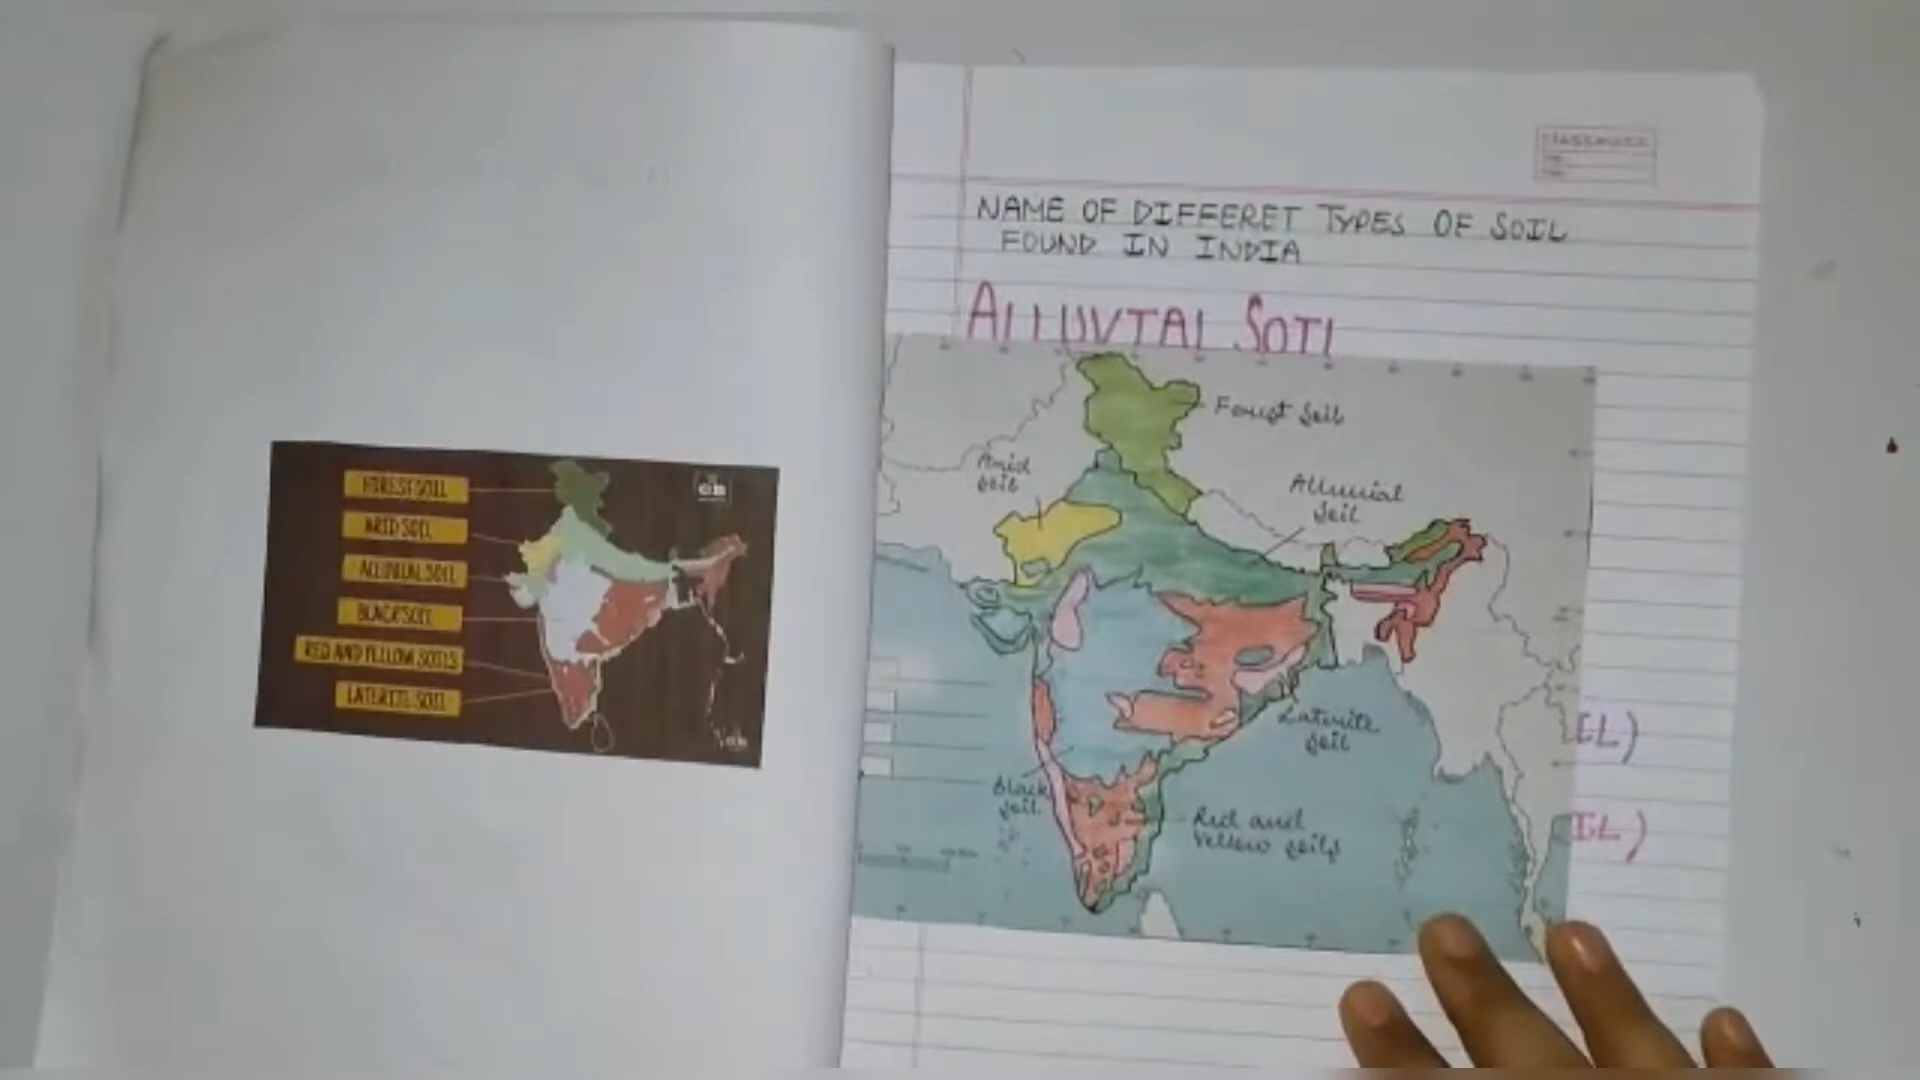 FOREST SOIL
ARID SOIL
ALLUVIAL SOIL
BLACK SOIL
RED AND YELLOW SOILS
LATERITE SOIL
NAME OF DIFFERET TYPES OF SOIL
FOUND IN INDIA
ALLUVIAL SOIL
Forest Soil
Arid
soil
Alluvial
Soil
Laterite
soil
Black
soil
Red and
Yellow soils
IL)
IL)